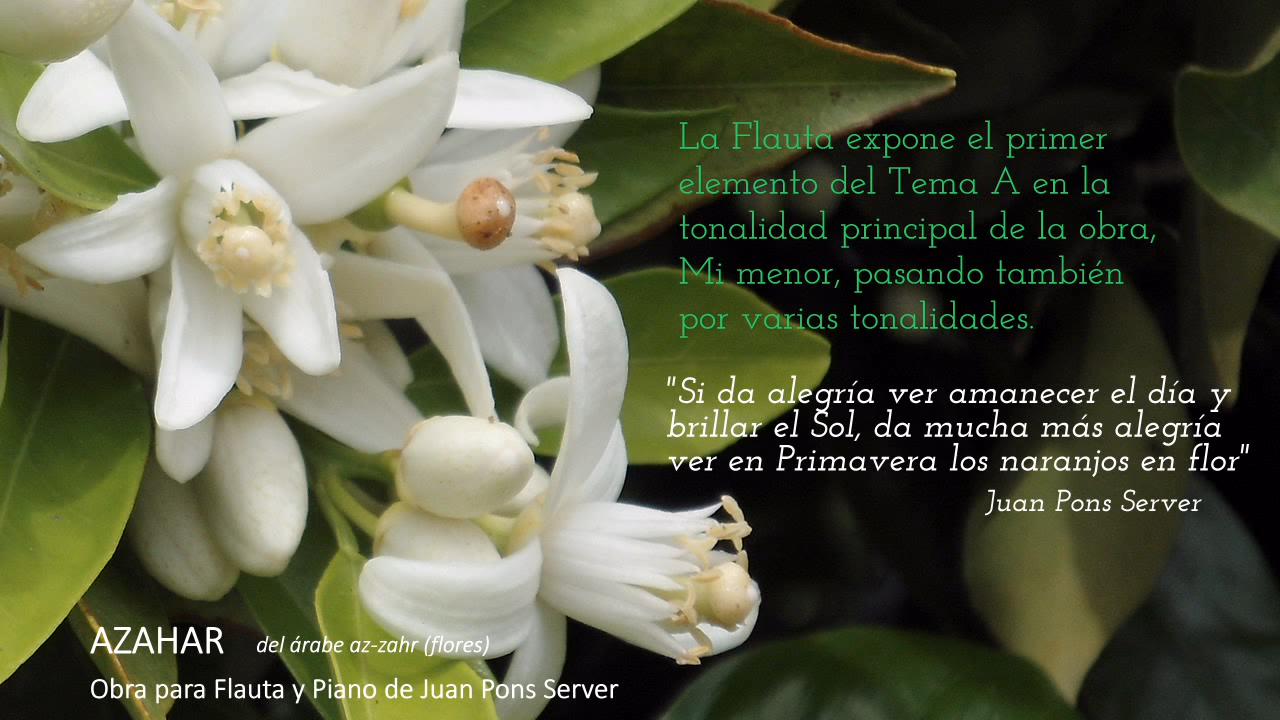 La Flauta expone el primer
elemento del Tema A en la
tonalidad principal de la obra,
Mi menor, pasando también
por varias tonalidades.
"Si da alegría ver amanecer el día y
brillar el Sol, da mucha más alegría
ver en Primavera los naranjos en flor"
Juan Pons Server
AZAHAR del árabe az-zahr (flores)
Obra para Flauta y Piano de Juan Pons Server